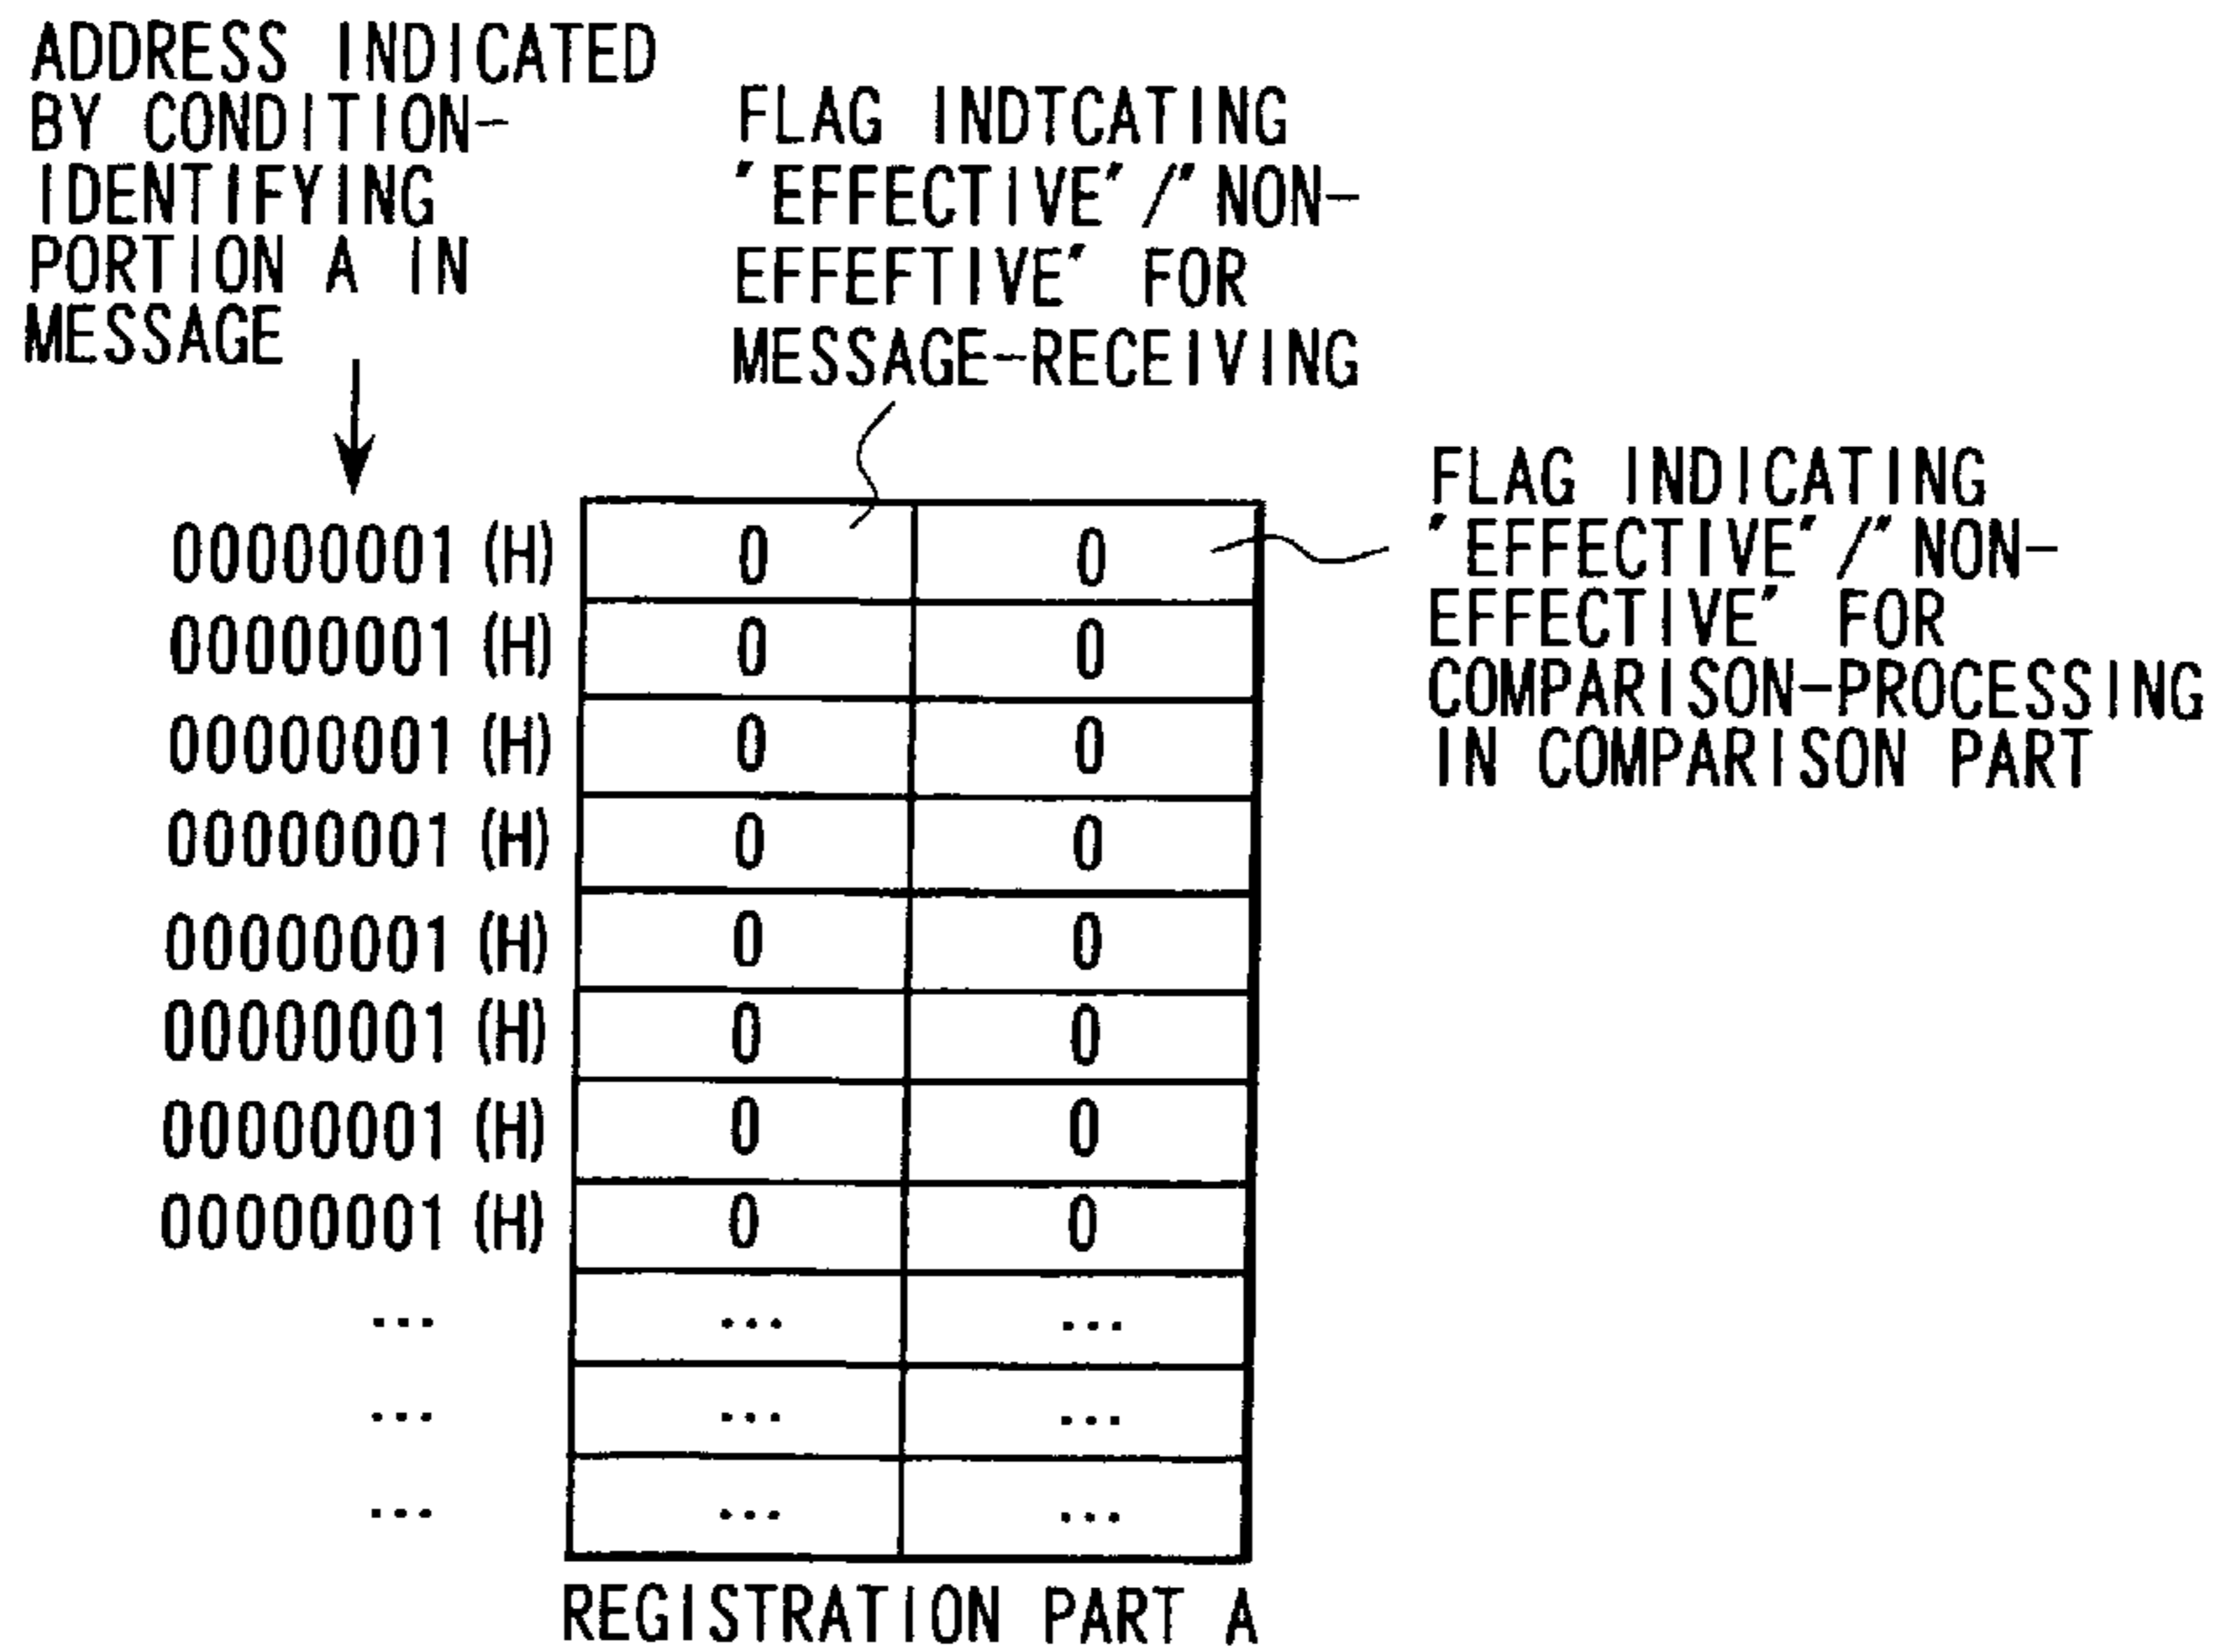 ADDRESS INDICATED
BY CONDITION-
IDENTIFYING
PORTION A IN
MESSAGE
FLAG INDTCATING
"EFFECTIVE"/"NON-
EFFEFTIVE" FOR
MESSAGE-RECEIVING
FLAG INDICATING
"EFFECTIVE"/"NON-
EFFECTIVE" FOR
COMPARISON-PROCESSING
IN COMPARISON PART
00000001 (H) 0 0
00000001 (H) 0 0
00000001 (H) 0 0
00000001 (H) 0 0
00000001 (H) 0 0
00000001 (H) 0 0
00000001 (H) 0 0
00000001 (H) 0 0
... ... ...
... ... ...
... ... ...
REGISTRATION PART A